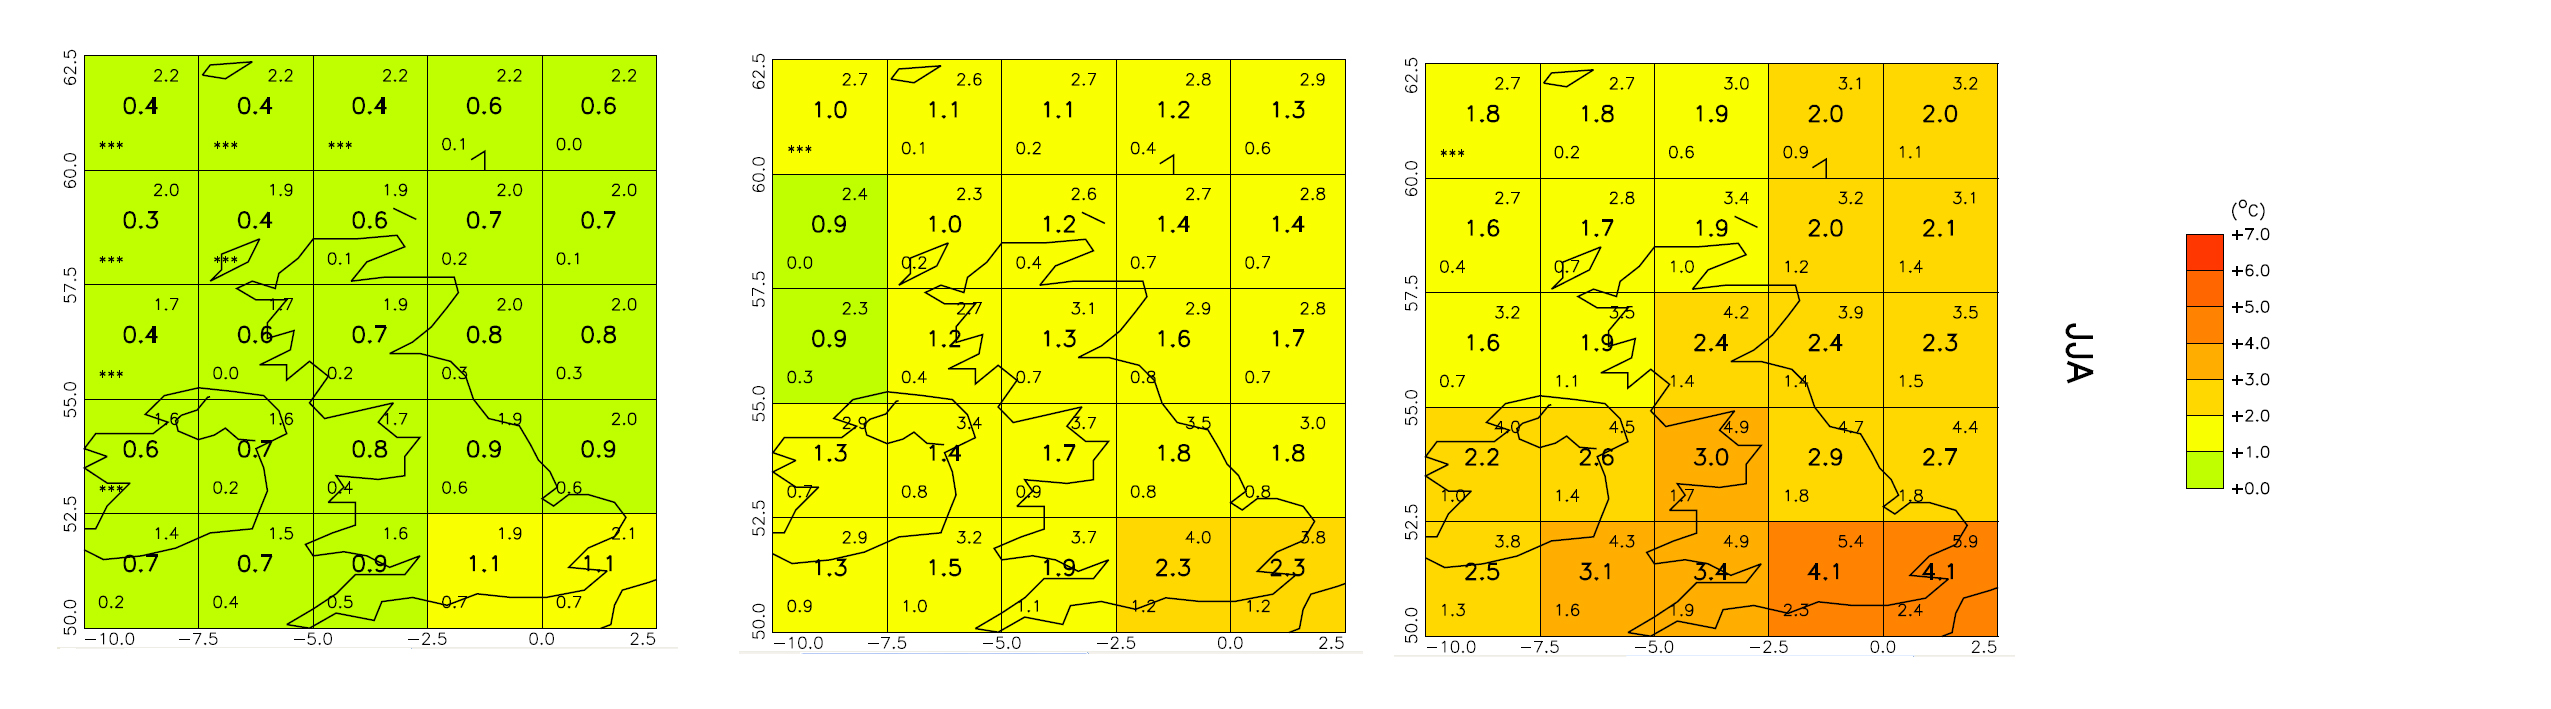 62.5 2.2 2.2 2.2 2.2 2.2
0.4 0.4 0.4 0.6 0.6
*** *** *** 0.1 0.0
60.0 2.0 1.9 1.9 2.0 2.0
0.3 0.4 0.6 0.7 0.7
*** *** 0.1 0.2 0.1
57.5 1.7 1.7 1.9 2.0 2.0
0.4 0.6 0.7 0.8 0.8
*** 0.0 0.2 0.3 0.3
55.0 1.6 1.6 1.7 1.9 2.0
0.6 0.7 0.8 0.9 0.9
*** 0.2 0.4 0.6 0.6
52.5 1.4 1.5 1.6 1.9 2.1
0.7 0.7 0.9 1.1 1.1
50.0 0.2 0.4 0.5 0.7 0.7
−10.0 −7.5 −5.0 −2.5 0.0 2.5
62.5 2.7 2.6 2.7 2.8 2.9
1.0 1.1 1.1 1.2 1.3
*** 0.1 0.2 0.4 0.6
60.0 2.4 2.3 2.6 2.7 2.8
0.9 1.0 1.2 1.4 1.4
0.0 0.2 0.4 0.7 0.7
57.5 2.3 2.7 3.1 2.9 2.8
0.9 1.2 1.3 1.6 1.7
0.3 0.4 0.7 0.8 0.7
55.0 2.9 3.4 3.7 3.5 3.0
1.3 1.4 1.7 1.8 1.8
0.7 0.8 0.9 0.8 0.8
52.5 2.9 3.2 3.7 4.0 3.8
1.3 1.5 1.9 2.3 2.3
50.0 0.9 1.0 1.1 1.2 1.2
−10.0 −7.5 −5.0 −2.5 0.0 2.5
62.5 2.7 2.7 3.0 3.1 3.2
1.8 1.8 1.9 2.0 2.0
*** 0.2 0.6 0.9 1.1
60.0 2.7 2.8 3.4 3.2 3.1
1.6 1.7 1.9 2.0 2.1
0.4 0.7 1.0 1.2 1.4
57.5 3.2 3.5 4.2 3.9 3.5
1.6 1.9 2.4 2.4 2.3
0.7 1.1 1.4 1.4 1.5
55.0 4.0 4.5 4.9 4.7 4.4
2.2 2.6 3.0 2.9 2.7
1.0 1.4 1.7 1.8 1.8
52.5 3.8 4.3 4.9 5.4 5.9
2.5 3.1 3.4 4.1 4.1
50.0 1.3 1.6 1.9 2.3 2.4
−10.0 −7.5 −5.0 −2.5 0.0 2.5
JJA
(°C)
+7.0
+6.0
+5.0
+4.0
+3.0
+2.0
+1.0
+0.0